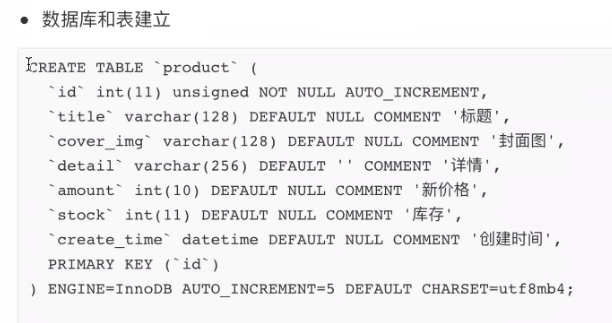 数据库和表建立
CREATE TABLE `product` (
`id` int(11) unsigned NOT NULL AUTO_INCREMENT,
`title` varchar(128) DEFAULT NULL COMMENT '标题',
`cover_img` varchar(128) DEFAULT NULL COMMENT '封面图',
`detail` varchar(256) DEFAULT '' COMMENT '详情',
`amount` int(10) DEFAULT NULL COMMENT '新价格',
`stock` int(11) DEFAULT NULL COMMENT '库存',
`create_time` datetime DEFAULT NULL COMMENT '创建时间',
PRIMARY KEY (`id`)
) ENGINE=InnoDB AUTO_INCREMENT=5 DEFAULT CHARSET=utf8mb4;